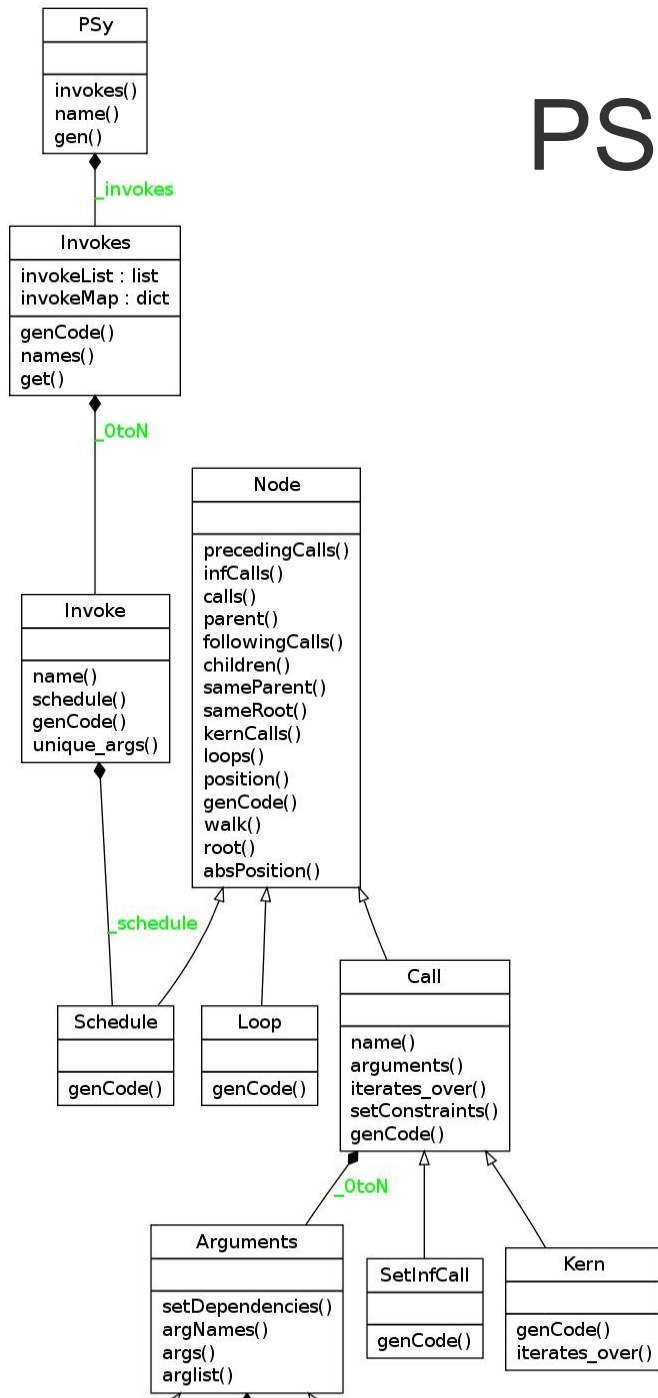 PSy
invokes()
name()
gen()
PS
_invokes
Invokes
invokeList : list
invokeMap : dict
genCode()
names()
get()
_0toN
Node
precedingCalls()
infCalls()
calls()
parent()
followingCalls()
children()
sameParent()
sameRoot()
kernCalls()
loops()
position()
genCode()
walk()
root()
absPosition()
Invoke
name()
schedule()
genCode()
unique_args()
_schedule
Schedule
genCode()
Loop
genCode()
Call
name()
arguments()
iterates_over()
setConstraints()
genCode()
_0toN
Arguments
setDependencies()
argNames()
args()
arglist()
SetInfCall
genCode()
Kern
genCode()
iterates_over()